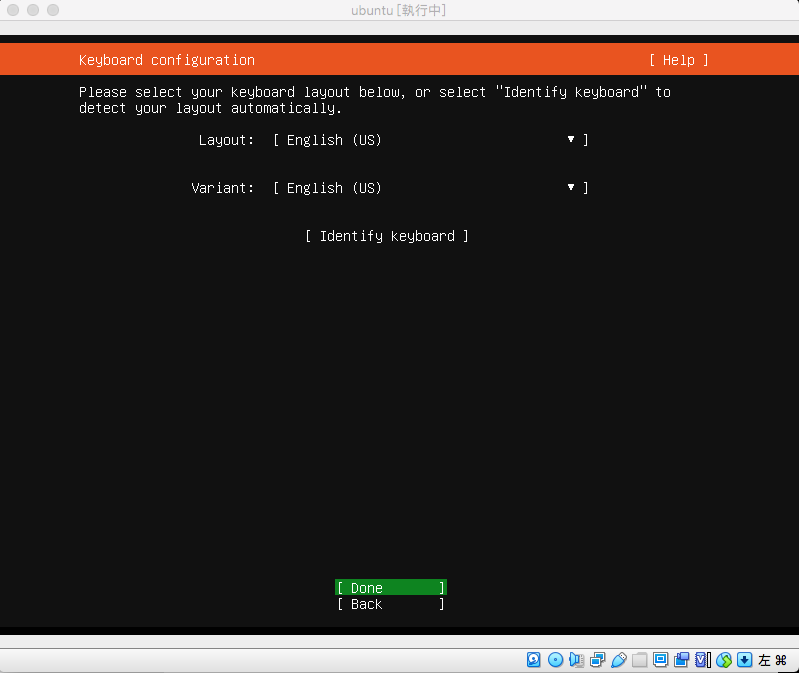 ubuntu [執行中]
Keyboard configuration [ Help ]
Please select your keyboard layout below, or select "Identify keyboard" to
detect your layout automatically.
Layout: [ English (US) ▾ ]
Variant: [ English (US) ▾ ]
[ Identify keyboard ]
[ Done ]
[ Back ]
左 ⌘